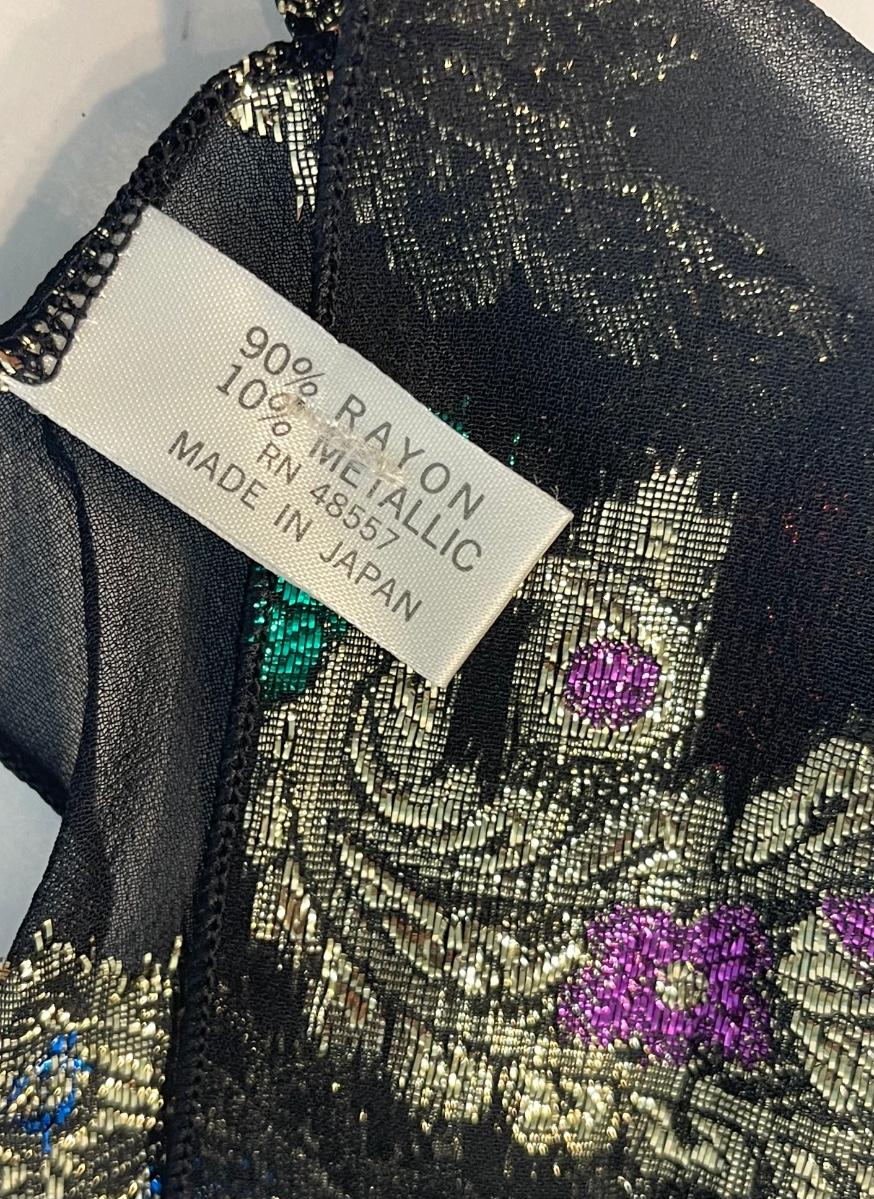 90% RAYON
10% METALLIC
RN 48557
MADE IN JAPAN